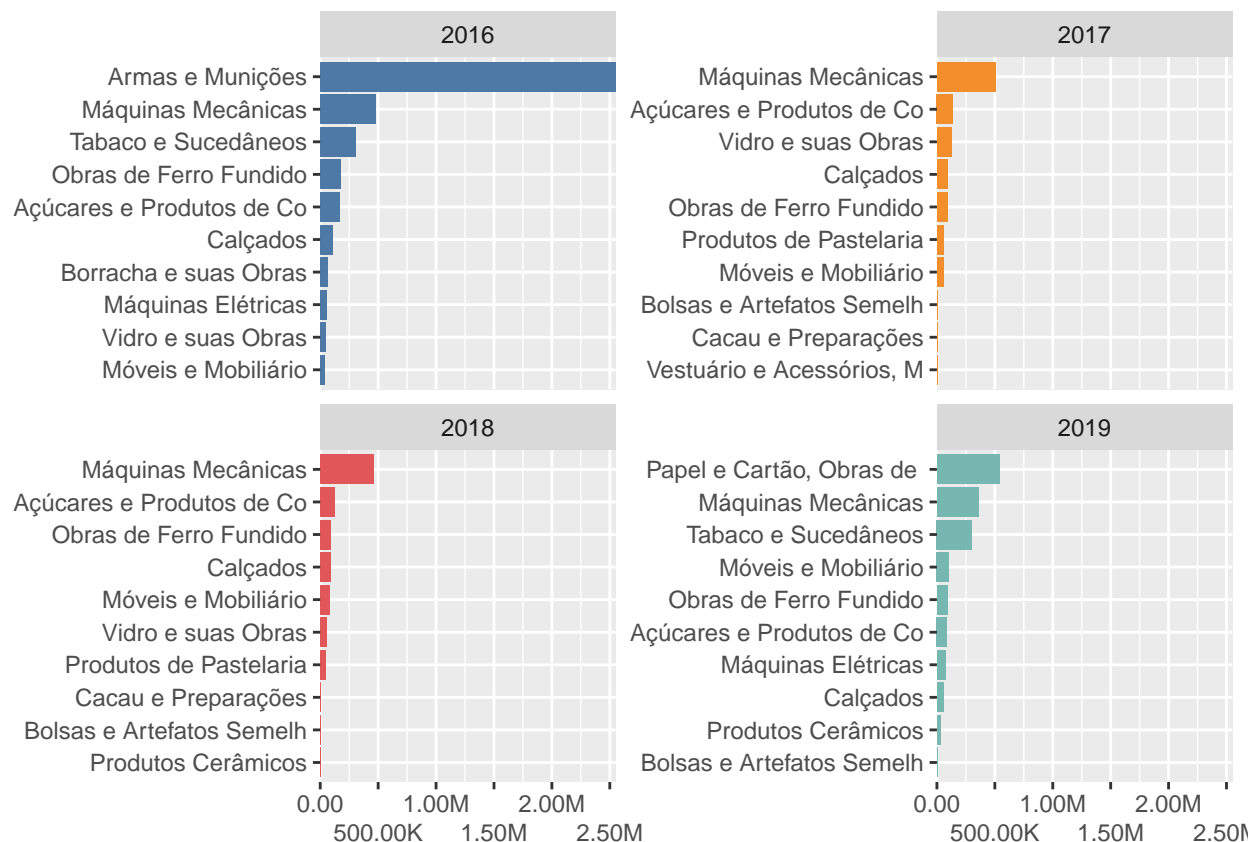 2016
Armas e Munições
Máquinas Mecânicas
Tabaco e Sucedâneos
Obras de Ferro Fundido
Açúcares e Produtos de Co
Calçados
Borracha e suas Obras
Máquinas Elétricas
Vidro e suas Obras
Móveis e Mobiliário
2017
Máquinas Mecânicas
Açúcares e Produtos de Co
Vidro e suas Obras
Calçados
Obras de Ferro Fundido
Produtos de Pastelaria
Móveis e Mobiliário
Bolsas e Artefatos Semelh
Cacau e Preparações
Vestuário e Acessórios, M
2018
Máquinas Mecânicas
Açúcares e Produtos de Co
Obras de Ferro Fundido
Calçados
Móveis e Mobiliário
Vidro e suas Obras
Produtos de Pastelaria
Cacau e Preparações
Bolsas e Artefatos Semelh
Produtos Cerâmicos
0.00 1.00M 2.00M
500.00K 1.50M 2.50M
2019
Papel e Cartão, Obras de
Máquinas Mecânicas
Tabaco e Sucedâneos
Móveis e Mobiliário
Obras de Ferro Fundido
Açúcares e Produtos de Co
Máquinas Elétricas
Calçados
Produtos Cerâmicos
Bolsas e Artefatos Semelh
0.00 1.00M 2.00M
500.00K 1.50M 2.50M